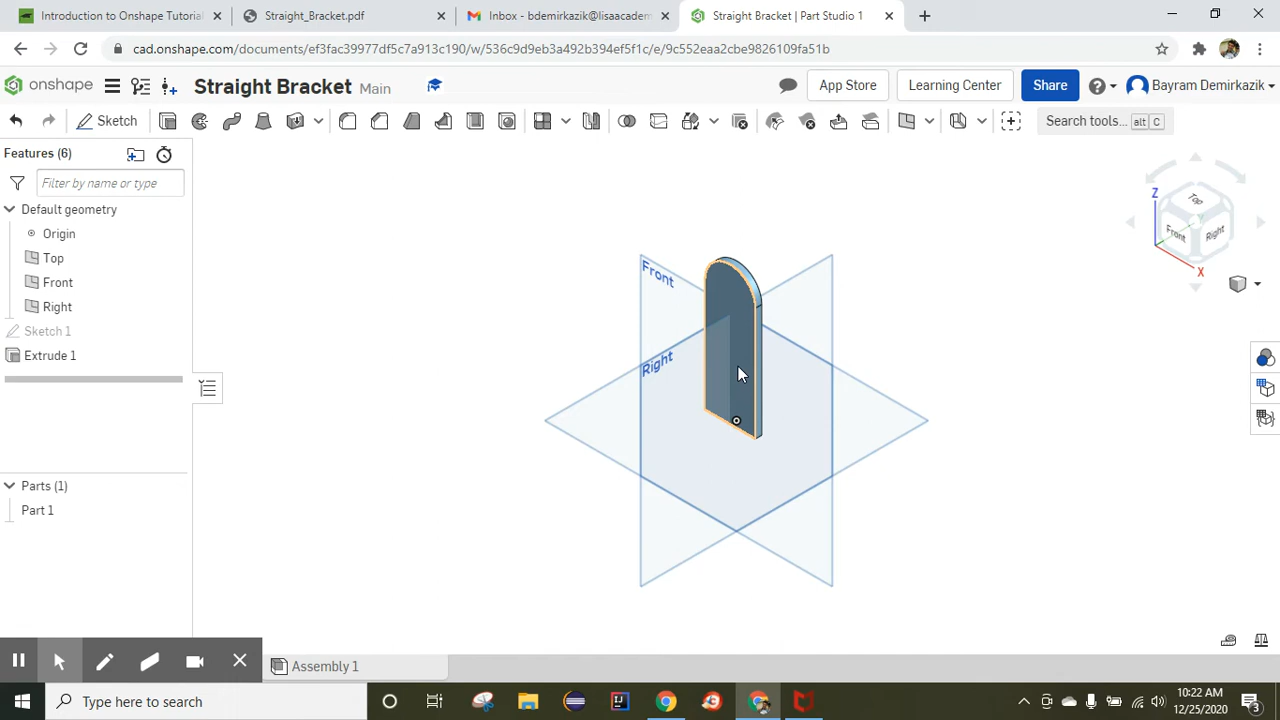 Introduction to Onshape Tutorial
Straight_Bracket.pdf
Inbox - bdemirkazik@lisaacadem
Straight Bracket | Part Studio 1
cad.onshape.com/documents/ef3fac39977df5c7a913c190/w/536c9d9eb3a492b394ef5f1c/e/9c552eaa2cbe9826109fa51b
onshape
Straight Bracket Main
App Store
Learning Center
Share
Bayram Demirkazik
Sketch
Search tools... alt C
Features (6)
Filter by name or type
Default geometry
Origin
Top
Front
Right
Sketch 1
Extrude 1
Parts (1)
Part 1
Front
Right
Z
Top
Front
Right
X
Assembly 1
Type here to search
10:22 AM
12/25/2020
3